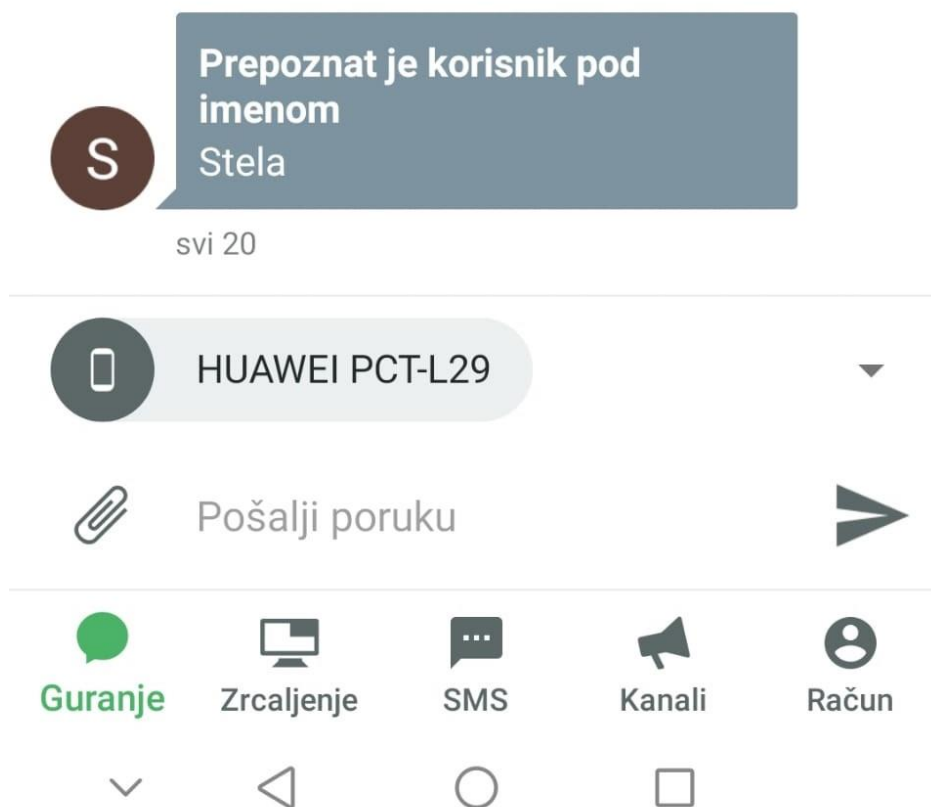 Prepoznat je korisnik pod
imenom
S
Stela
svi 20
HUAWEI PCT-L29
Pošalji poruku
Guranje
Zrcaljenje
SMS
Kanali
Račun